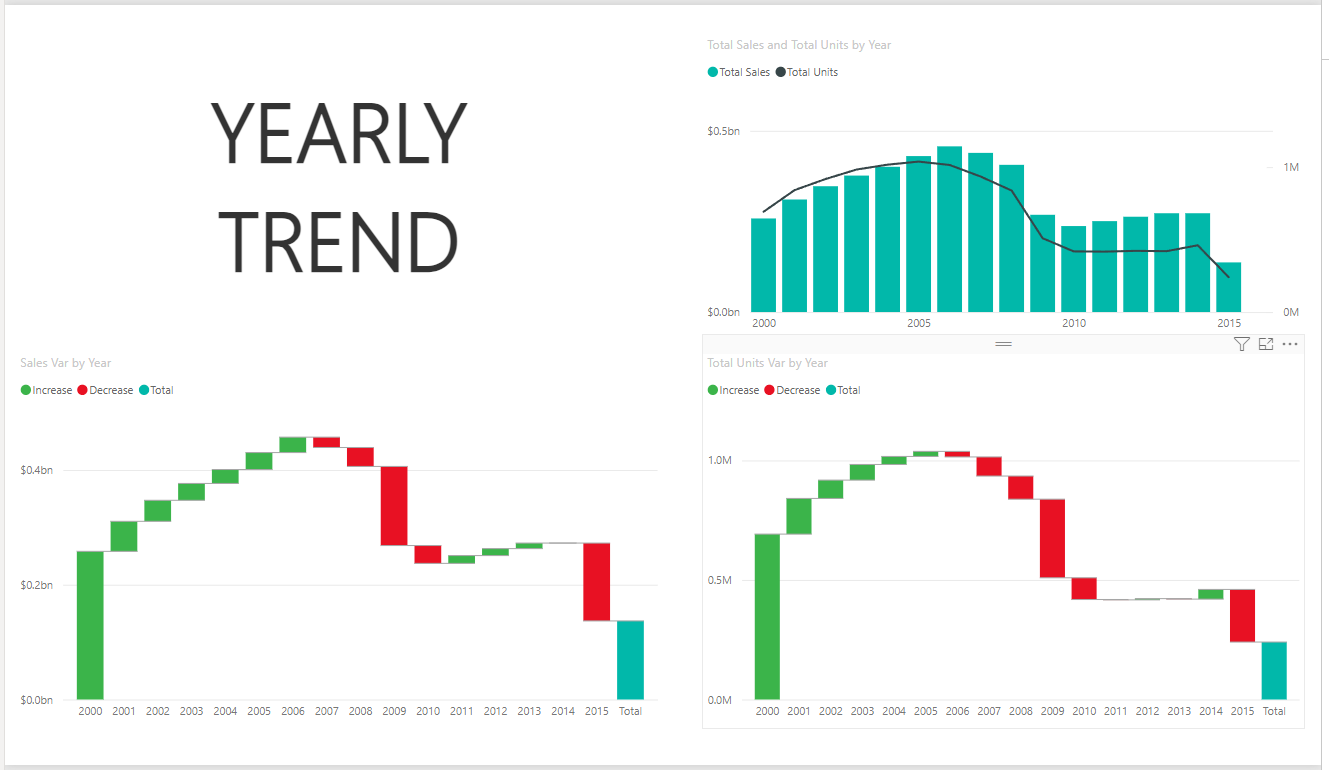 YEARLY
TREND
Total Sales and Total Units by Year
Total Sales Total Units
$0.5bn
1M
$0.0bn
0M
2000 2005 2010 2015
Sales Var by Year
Increase Decrease Total
$0.4bn
$0.2bn
$0.0bn
2000 2001 2002 2003 2004 2005 2006 2007 2008 2009 2010 2011 2012 2013 2014 2015 Total
Total Units Var by Year
Increase Decrease Total
1.0M
0.5M
0.0M
2000 2001 2002 2003 2004 2005 2006 2007 2008 2009 2010 2011 2012 2013 2014 2015 Total